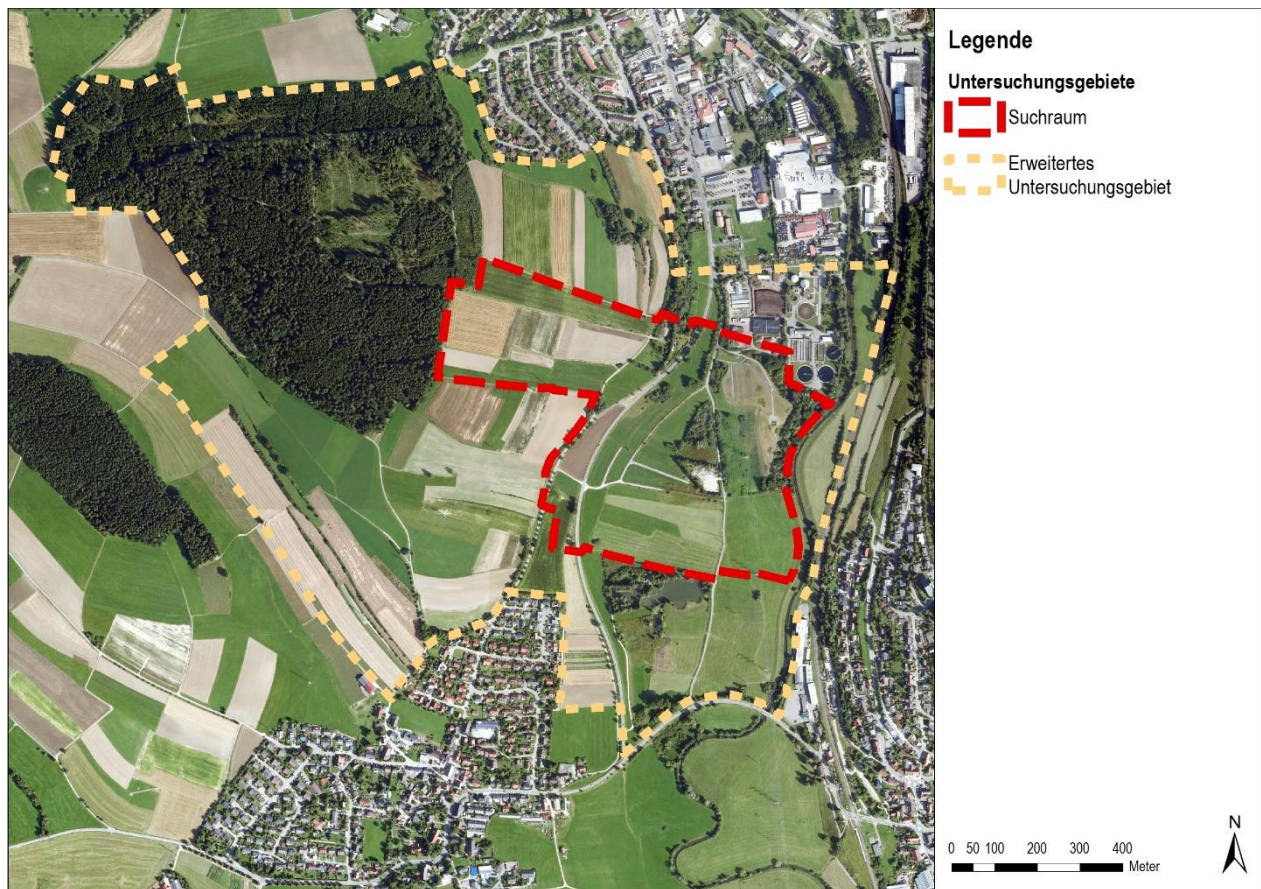 Legende
Untersuchungsgebiete
Suchraum
Erweitertes
Untersuchungsgebiet
N
0 50 100 200 300 400
Meter